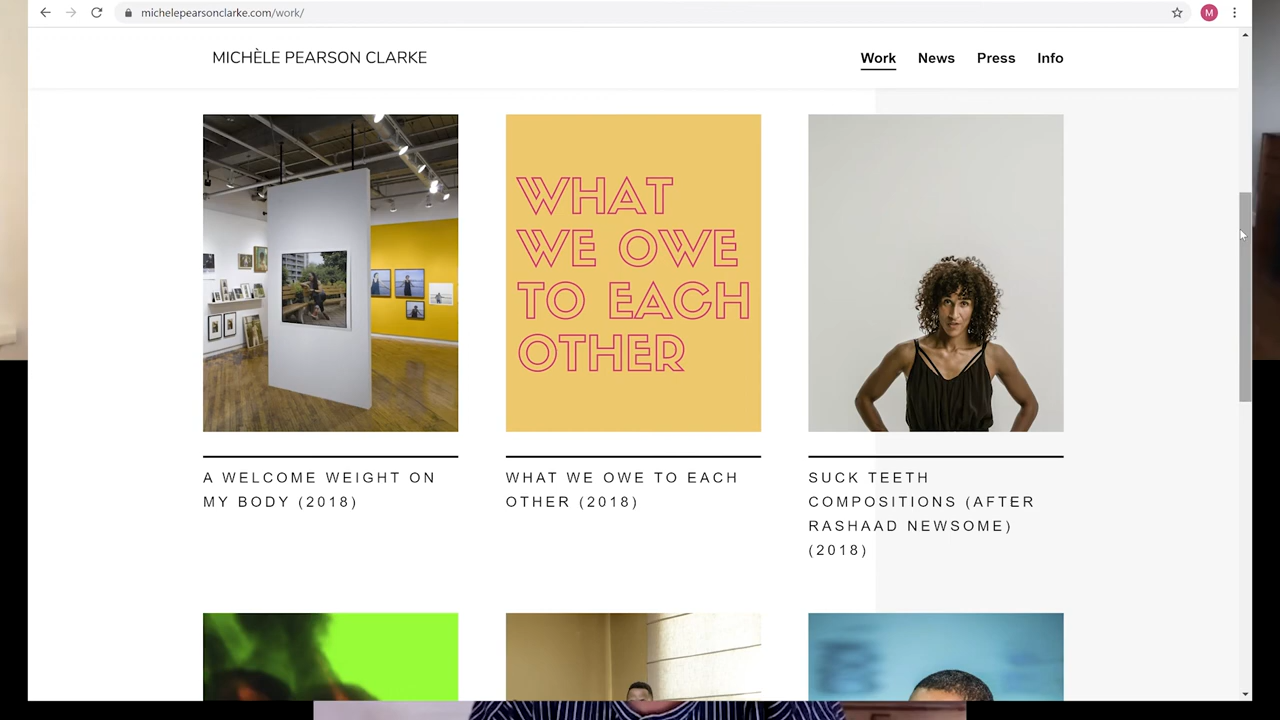 michelepearsonclarke.com/work/
M
MICHÈLE PEARSON CLARKE
Work News Press Info
WHAT
WE OWE
TO EACH
OTHER
A WELCOME WEIGHT ON
MY BODY (2018)
WHAT WE OWE TO EACH
OTHER (2018)
SUCK TEETH
COMPOSITIONS (AFTER
RASHAAD NEWSOME)
(2018)